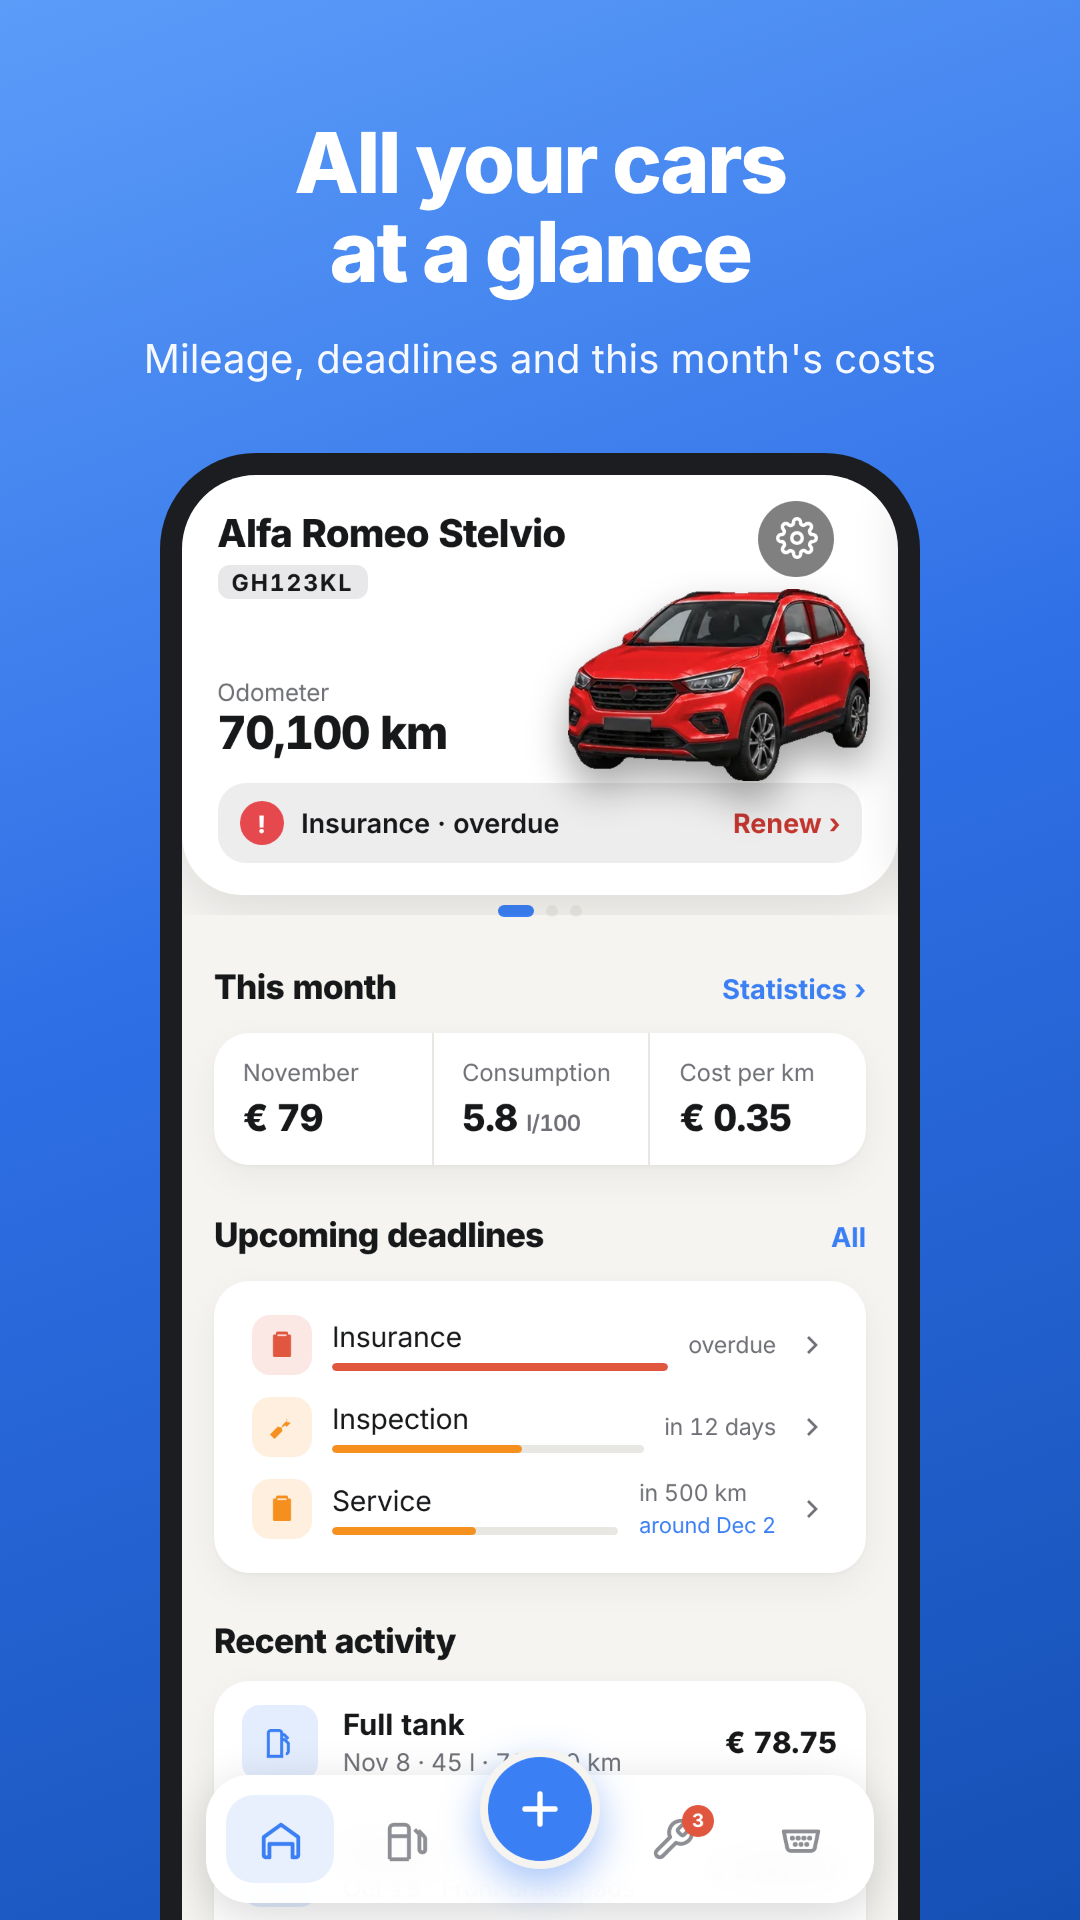 All your cars
at a glance
Mileage, deadlines and this month's costs
Alfa Romeo Stelvio
GH123KL
Odometer
70,100 km
! Insurance · overdue Renew ›
This month Statistics ›
November Consumption Cost per km
€ 79 5.8 l/100 € 0.35
Upcoming deadlines All
Insurance overdue
Inspection in 12 days
Service in 500 km
around Dec 2
Recent activity
Full tank € 78.75
Nov 8 · 45 l · km
3